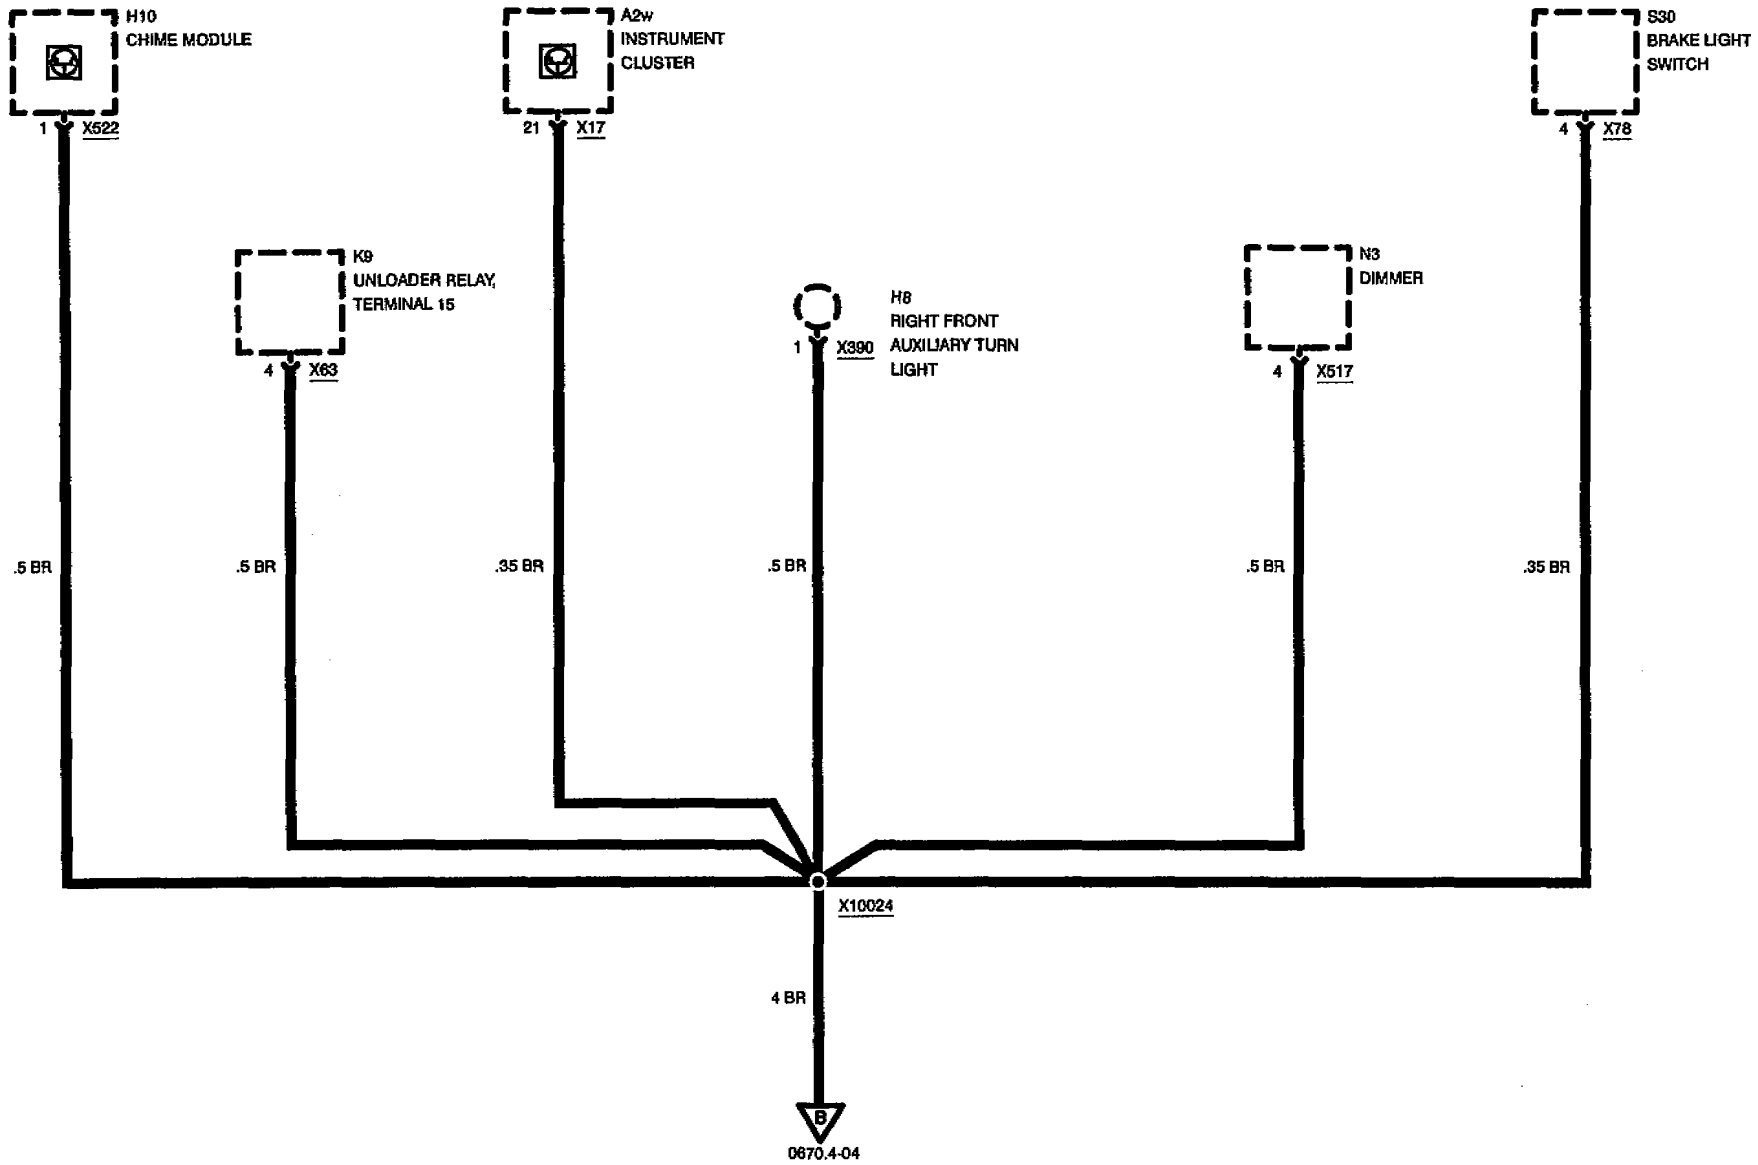 H10
CHIME MODULE
1 X522
A2w
INSTRUMENT
CLUSTER
21 X17
S30
BRAKE LIGHT
SWITCH
4 X78
K9
UNLOADER RELAY,
TERMINAL 15
4 X63
H8
RIGHT FRONT
AUXILIARY TURN
LIGHT
1 X390
N3
DIMMER
4 X517
.5 BR
.5 BR
.35 BR
.5 BR
.5 BR
.35 BR
X10024
4 BR
B
0670.4-04